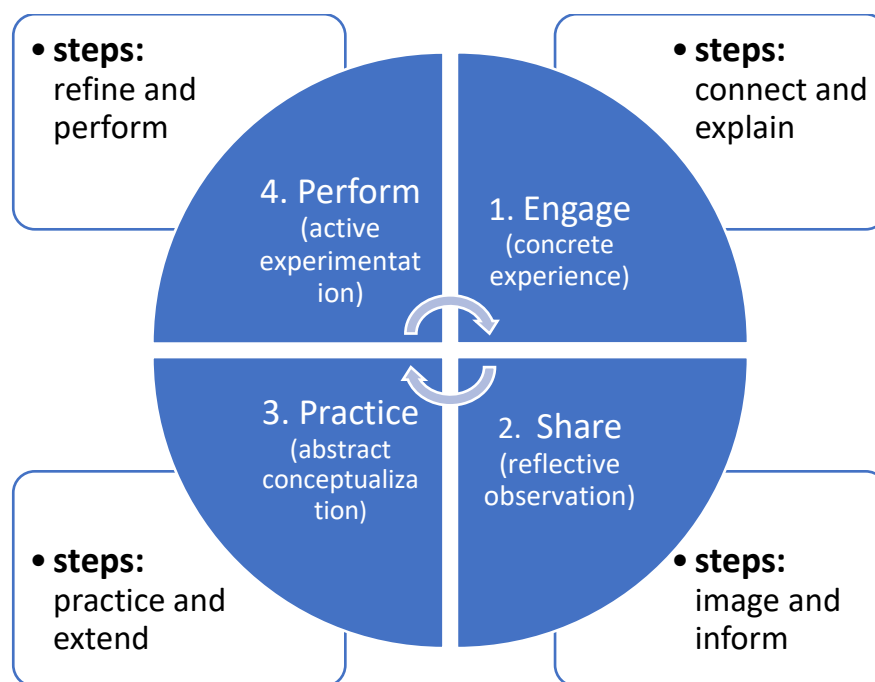 • steps:
refine and
perform
• steps:
connect and
explain
4. Perform
(active
experimentat
ion)
1. Engage
(concrete
experience)
3. Practice
(abstract
conceptualiza
tion)
2. Share
(reflective
observation)
• steps:
practice and
extend
• steps:
image and
inform